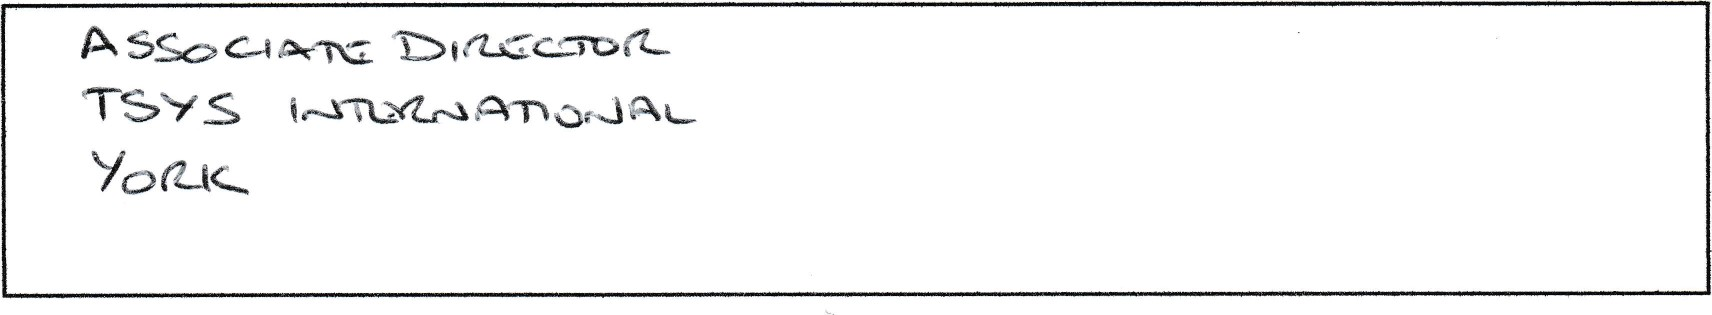 ASSOCIATE DIRECTOR
TSYS INTERNATIONAL
YORK